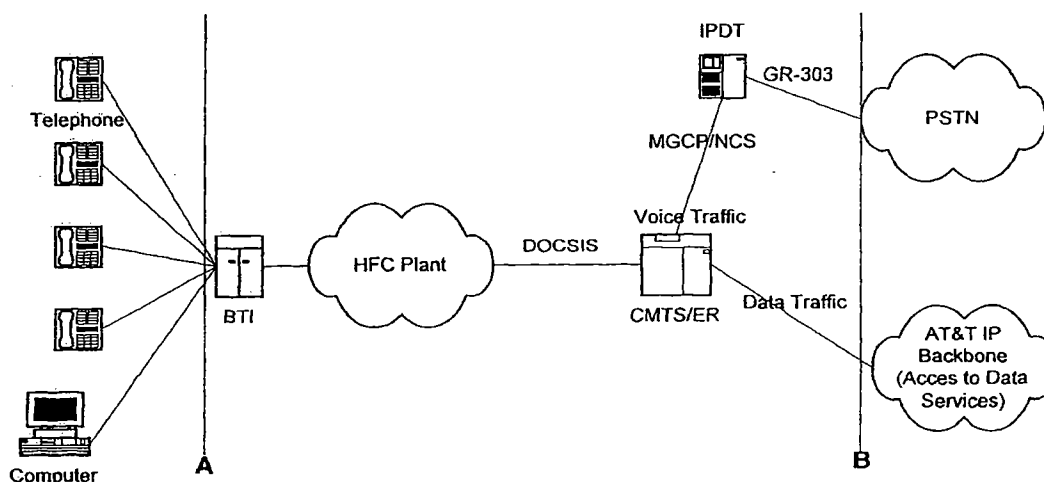 IPDT
GR-303
Telephone
PSTN
MGCP/NCS
Voice Traffic
DOCSIS
HFC Plant
BTI
CMTS/ER
Data Traffic
AT&T IP
Backbone
(Acces to Data
Services)
Computer
A
B